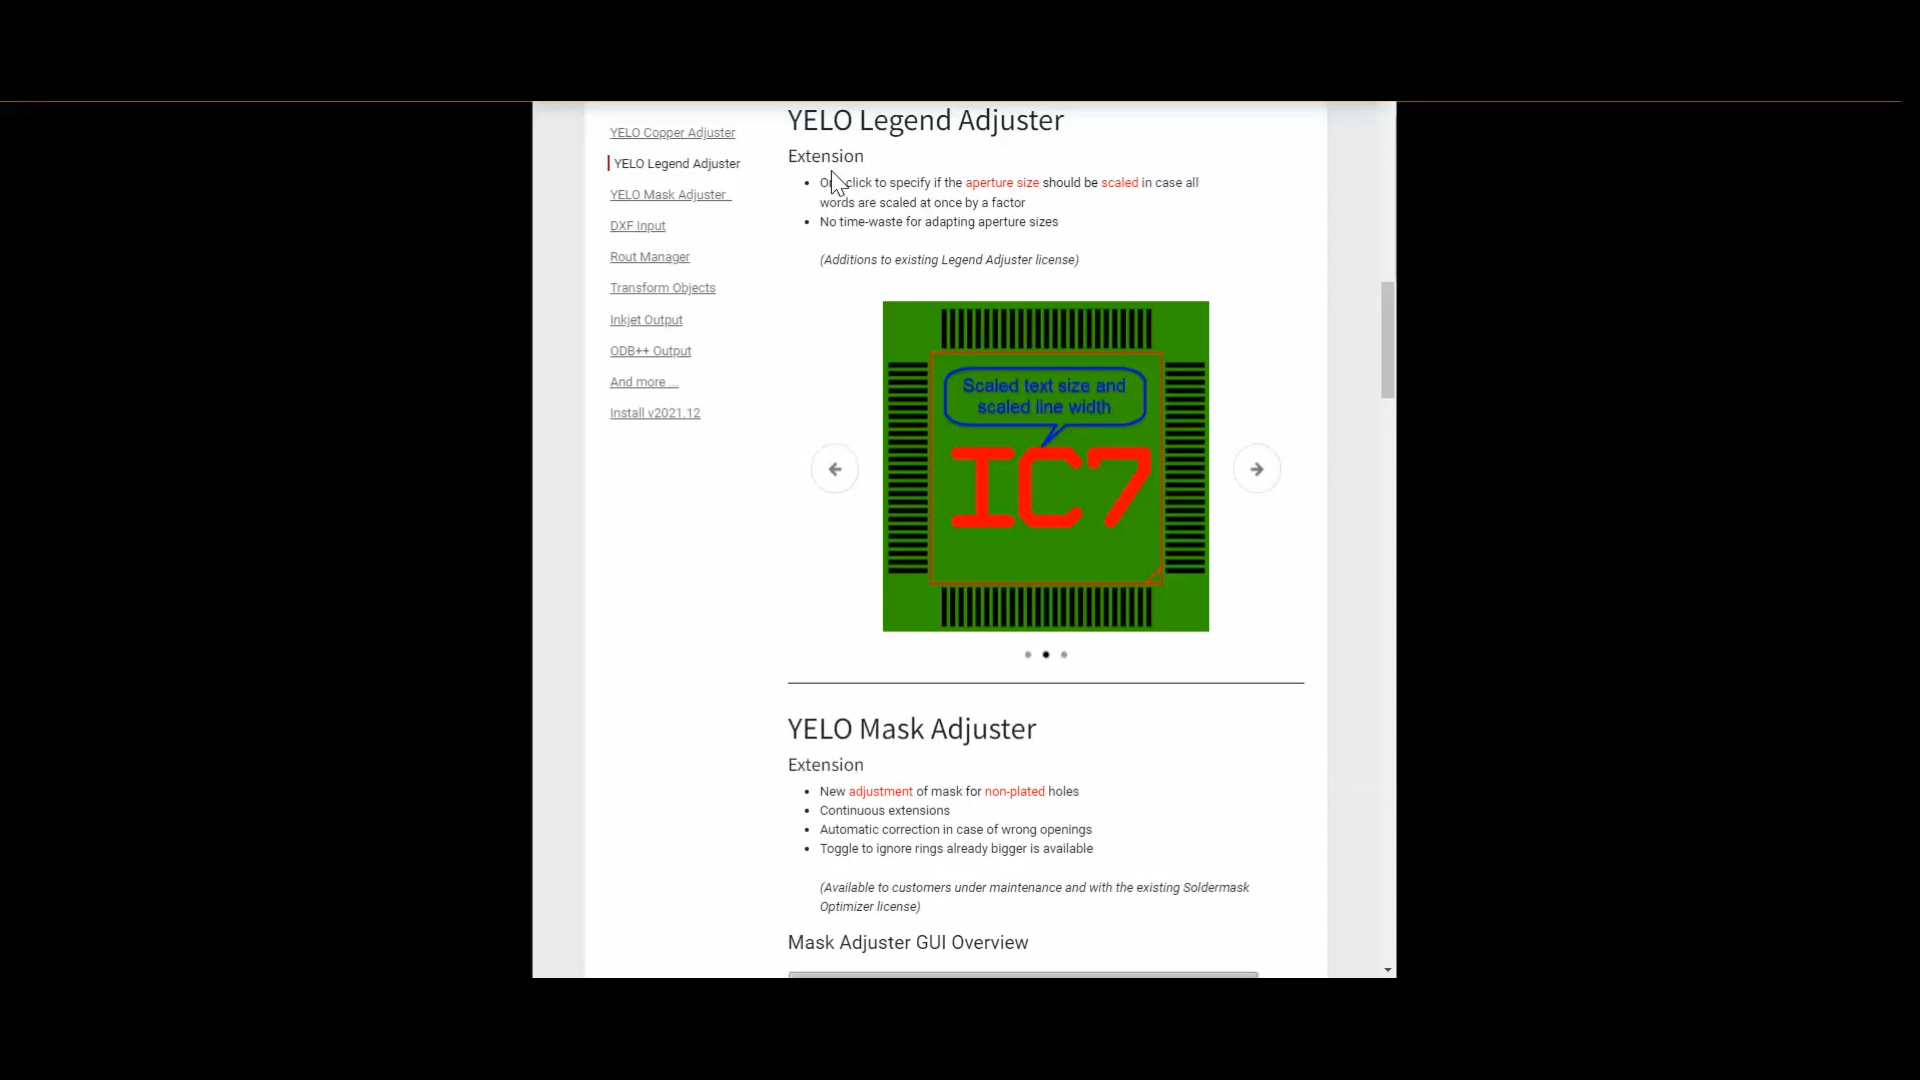 YELO Copper Adjuster
YELO Legend Adjuster
YELO Mask Adjuster
DXF Input
Rout Manager
Transform Objects
Inkjet Output
ODB++ Output
And more ...
Install v2021.12
YELO Legend Adjuster
Extension
click to specify if the aperture size should be scaled in case all
words are scaled at once by a factor
No time-waste for adapting aperture sizes
(Additions to existing Legend Adjuster license)
Scaled text size and
scaled line width
IC7
YELO Mask Adjuster
Extension
New adjustment of mask for non-plated holes
Continuous extensions
Automatic correction in case of wrong openings
Toggle to ignore rings already bigger is available
(Available to customers under maintenance and with the existing Soldermask
Optimizer license)
Mask Adjuster GUI Overview